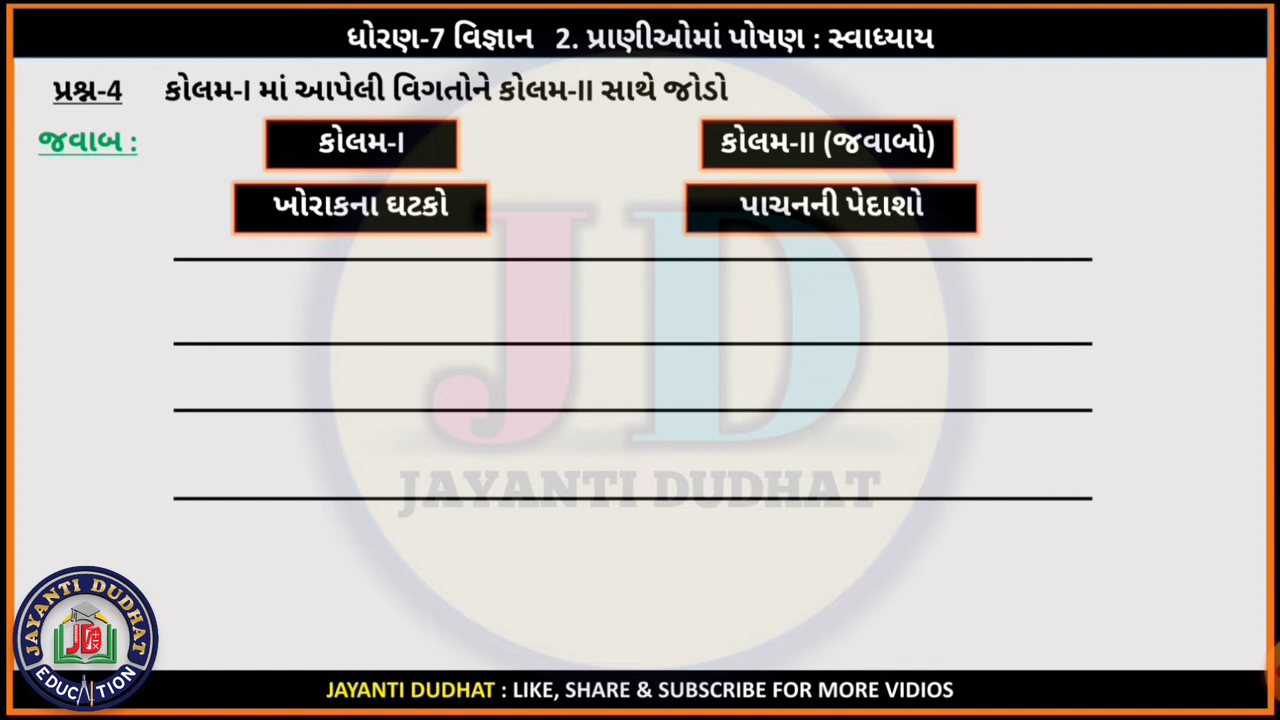 ધોરણ-7 વિજ્ઞાન 2. પ્રાણીઓમાં પોષણ : સ્વાધ્યાય
પ્રશ્ન-4 કોલમ-I માં આપેલી વિગતોને કોલમ-II સાથે જોડો
જવાબ :
કોલમ-I
કોલમ-II (જવાબો)
ખોરાકના ઘટકો
પાચનની પેદાશો
JD
JAYANTI DUDHAT
JAYANTI DUDHAT
JD
EDUCATION
JAYANTI DUDHAT : LIKE, SHARE & SUBSCRIBE FOR MORE VIDIOS